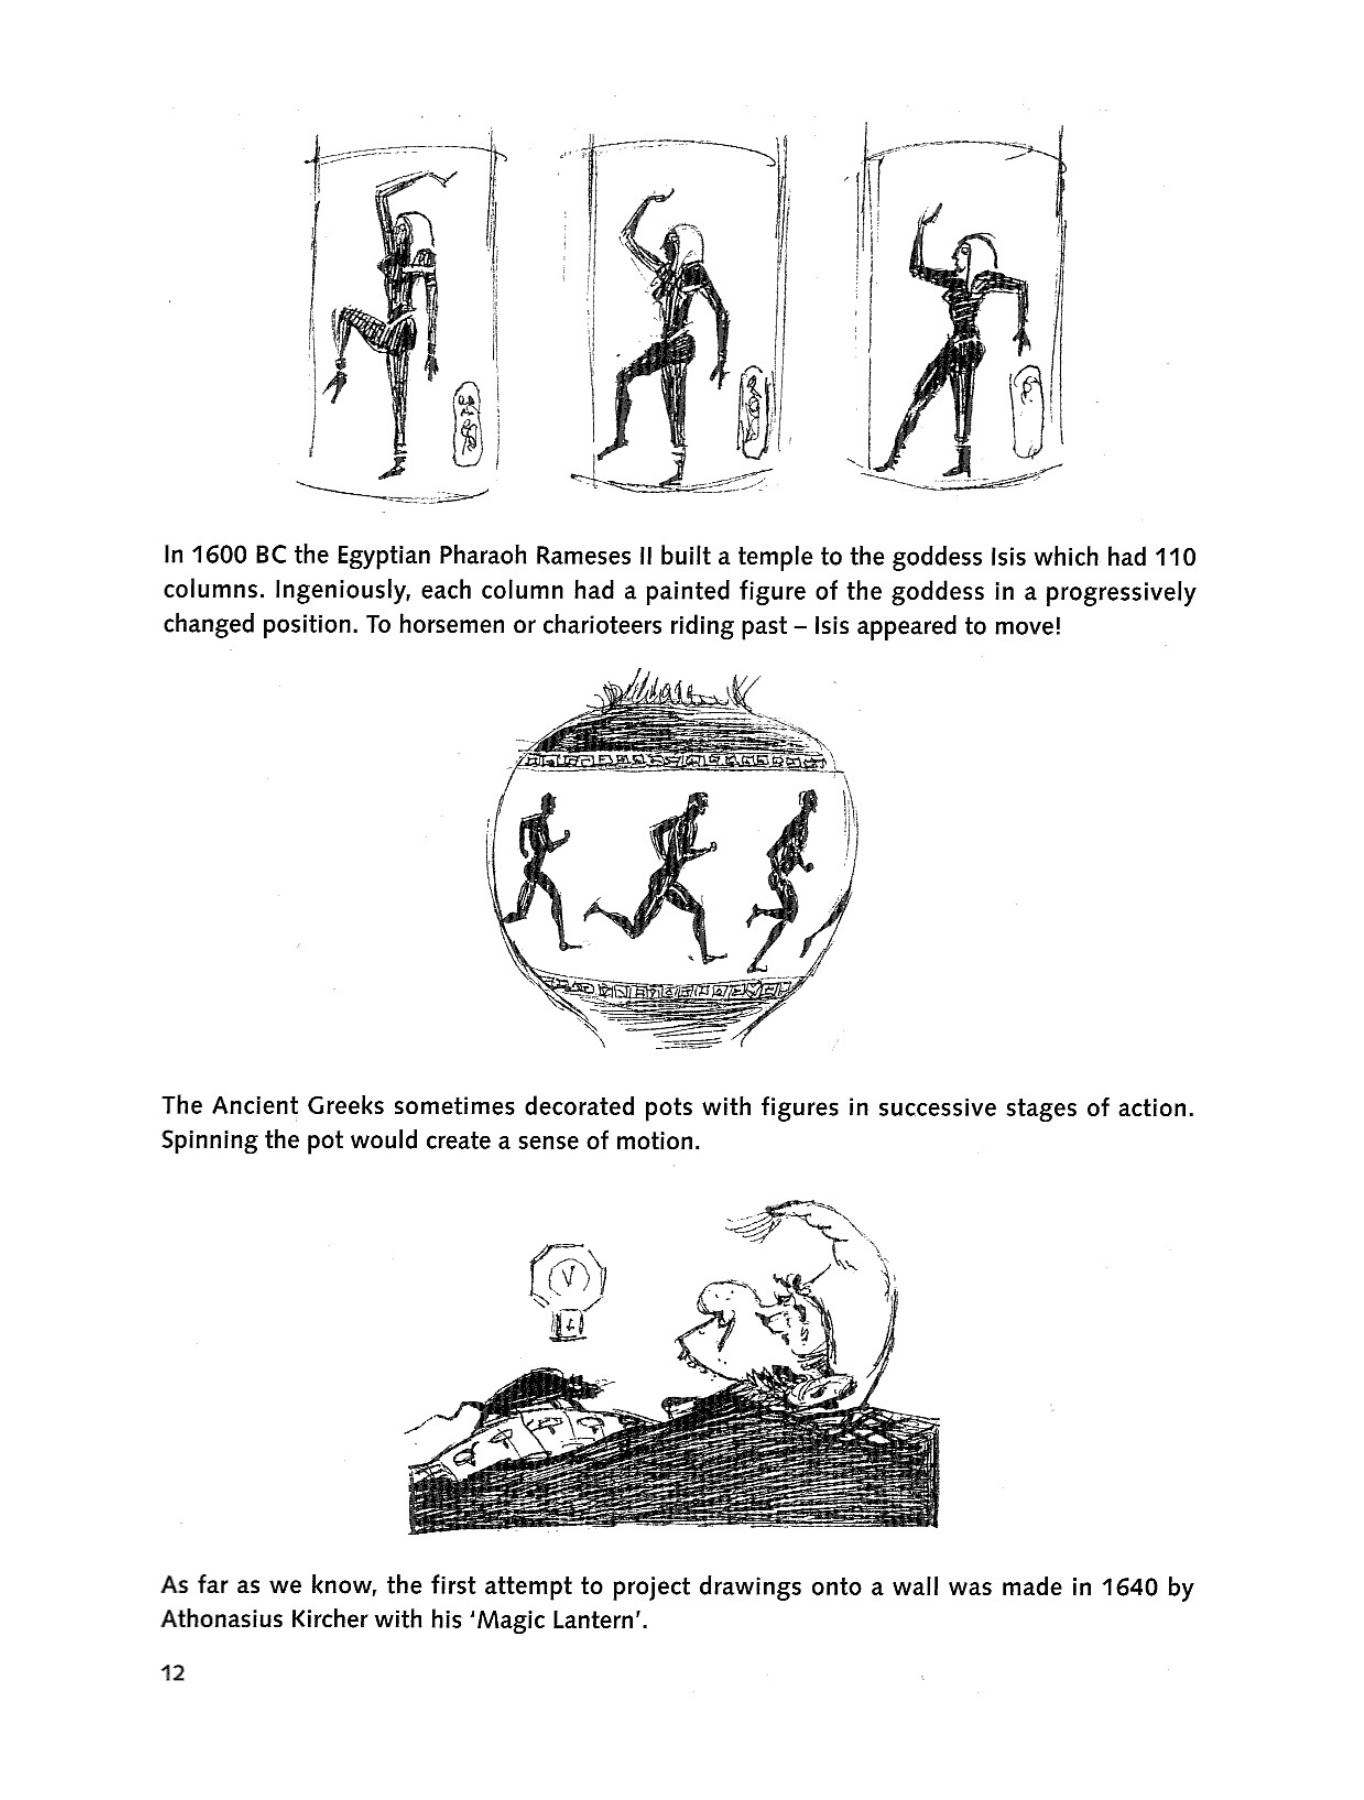 In 1600 BC the Egyptian Pharaoh Rameses II built a temple to the goddess Isis which had 110
columns. Ingeniously, each column had a painted figure of the goddess in a progressively
changed position. To horsemen or charioteers riding past – Isis appeared to move!
The Ancient Greeks sometimes decorated pots with figures in successive stages of action.
Spinning the pot would create a sense of motion.
As far as we know, the first attempt to project drawings onto a wall was made in 1640 by
Athonasius Kircher with his ‘Magic Lantern’.
12